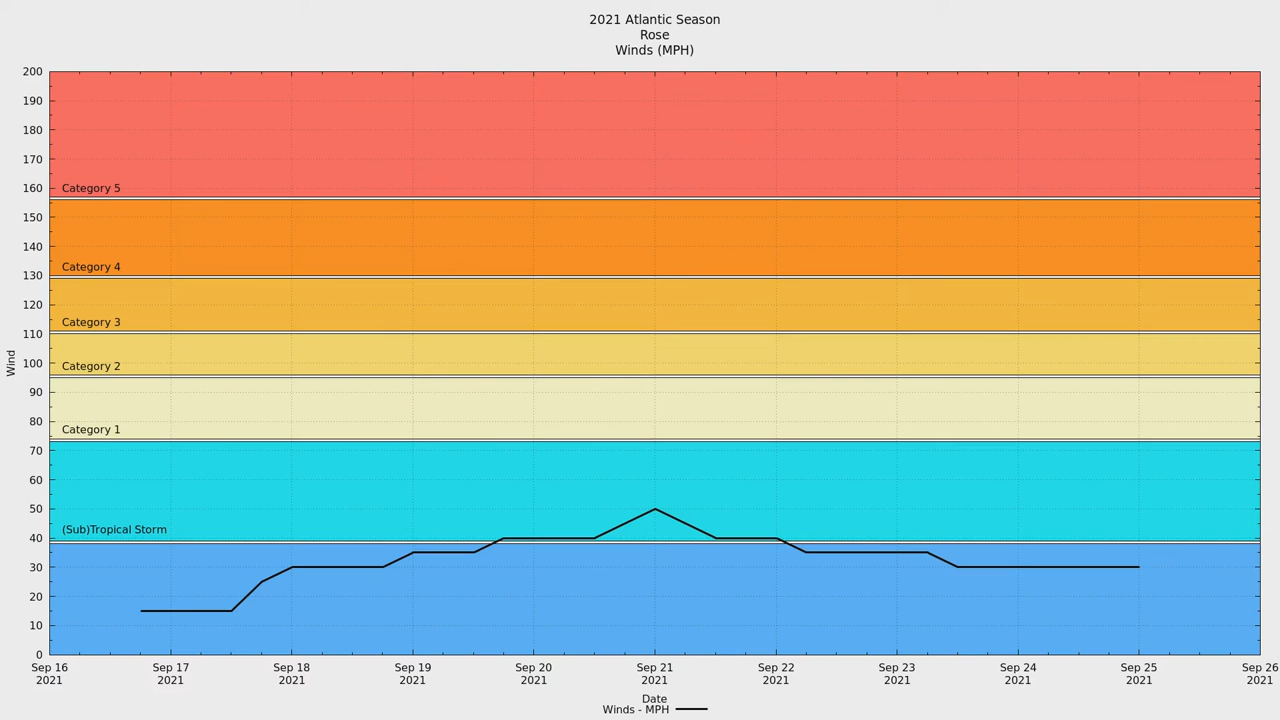 2021 Atlantic Season
Rose
Winds (MPH)
200
190
180
170
160
150
140
130
120
110
100
90
80
70
60
50
40
30
20
10
0
Wind
Category 5
Category 4
Category 3
Category 2
Category 1
(Sub)Tropical Storm
Sep 16 Sep 17 Sep 18 Sep 19 Sep 20 Sep 21 Sep 22 Sep 23 Sep 24 Sep 25 Sep 26
2021 2021 2021 2021 2021 2021 2021 2021 2021 2021 2021
Date
Winds - MPH